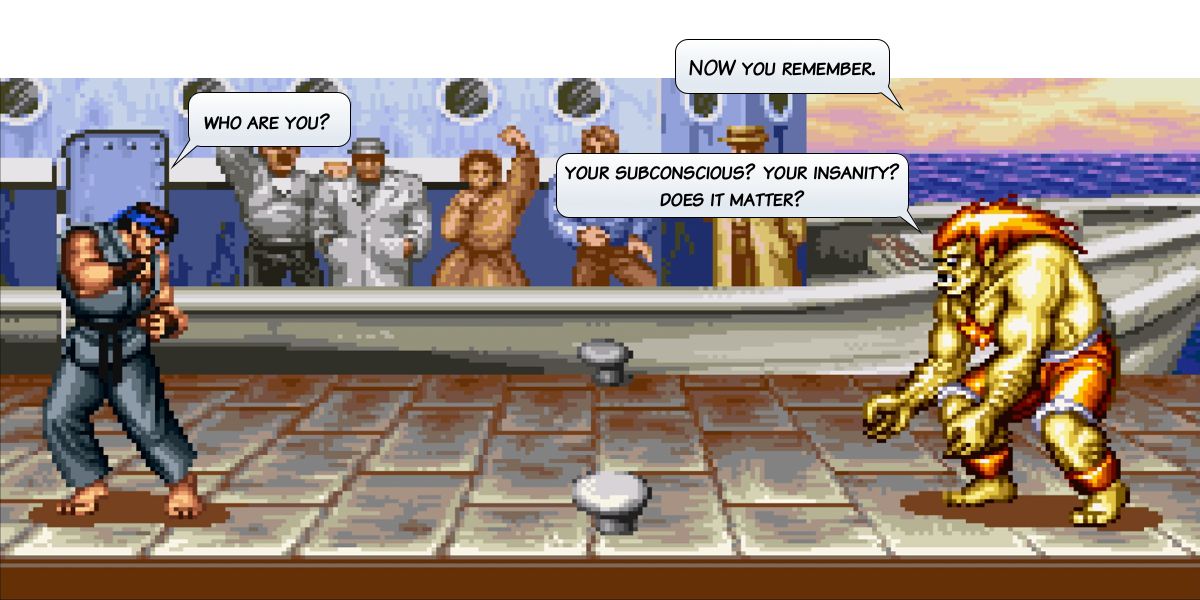 NOW YOU REMEMBER.
WHO ARE YOU?
YOUR SUBCONSCIOUS? YOUR INSANITY?
DOES IT MATTER?